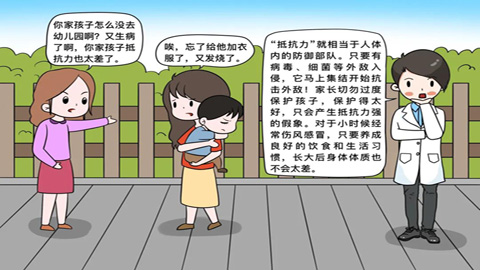 你家孩子怎么没去
幼儿园啊？又生病
了啊，你家孩子抵
抗力也太差了。
唉，忘了给他加衣
服了，又发烧了。
“抵抗力”就相当于人体
内的防御部队。只要有
病毒、细菌等外敌入
侵，它马上集结开始抗
击外敌！家长切勿过度
保护孩子，保护得太
好，只会产生抵抗力强
的假象。对于小时候经
常伤风感冒，只要养成
良好的饮食和生活习
惯，长大后身体体质也
不会太差。